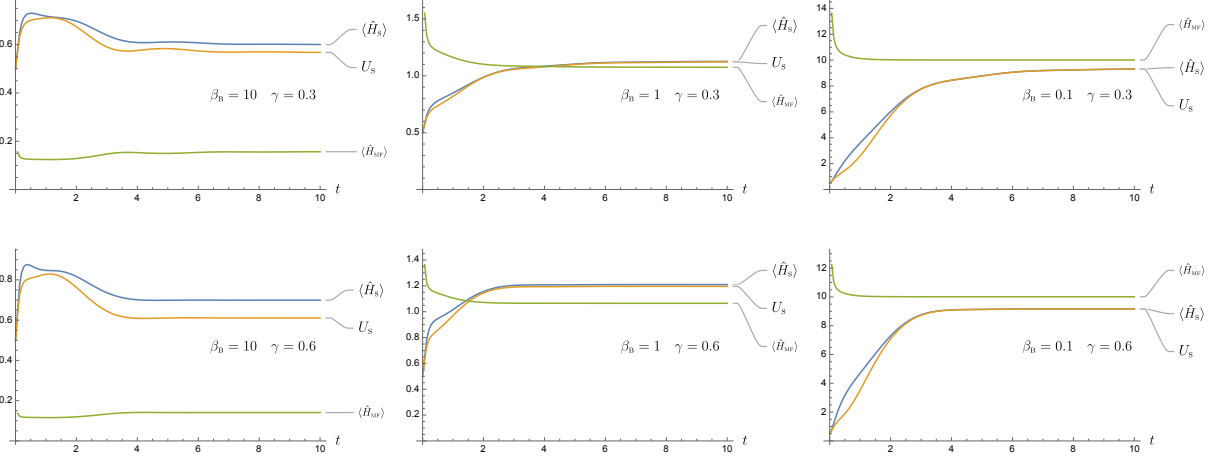 0.6
0.2
2 4 6 8 10 t
⟨Ĥ_S⟩
U_S
⟨Ĥ_MF⟩
β_B = 10 γ = 0.3
1.5
1.0
0.5
2 4 6 8 10 t
⟨Ĥ_S⟩
U_S
⟨Ĥ_MF⟩
β_B = 1 γ = 0.3
14
12
10
8
6
4
2
2 4 6 8 10 t
⟨Ĥ_MF⟩
⟨Ĥ_S⟩
U_S
β_B = 0.1 γ = 0.3
0.8
0.6
0.4
0.2
2 4 6 8 10 t
⟨Ĥ_S⟩
U_S
⟨Ĥ_MF⟩
β_B = 10 γ = 0.6
1.4
1.2
1.0
0.8
0.6
0.4
0.2
2 4 6 8 10 t
⟨Ĥ_S⟩
U_S
⟨Ĥ_MF⟩
β_B = 1 γ = 0.6
12
10
8
6
4
2
2 4 6 8 10 t
⟨Ĥ_MF⟩
⟨Ĥ_S⟩
U_S
β_B = 0.1 γ = 0.6